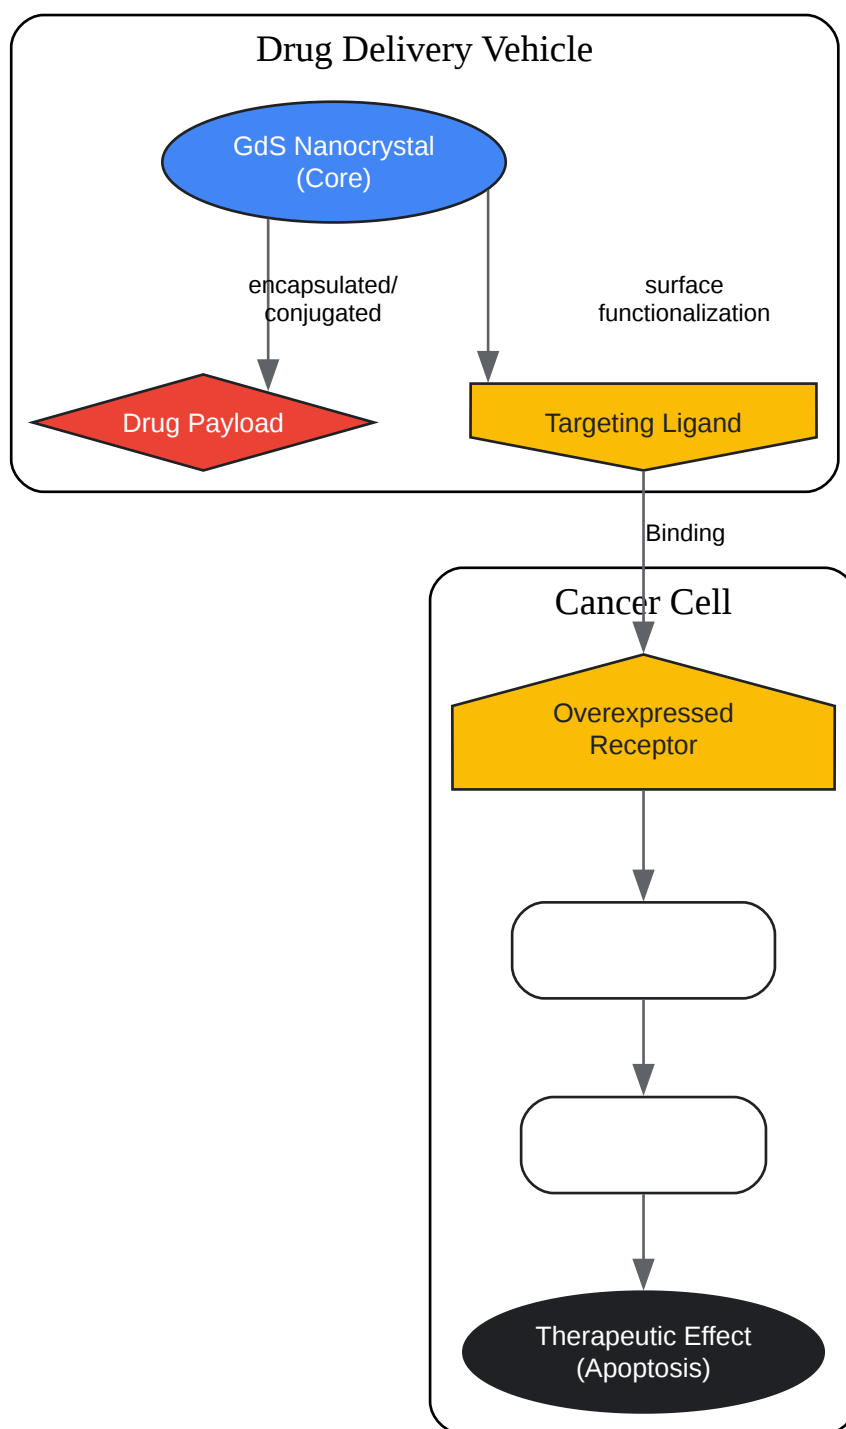 Drug Delivery Vehicle
GdS Nanocrystal
(Core)
encapsulated/
conjugated
surface
functionalization
Drug Payload
Targeting Ligand
Binding
Cancer Cell
Overexpressed
Receptor
Therapeutic Effect
(Apoptosis)